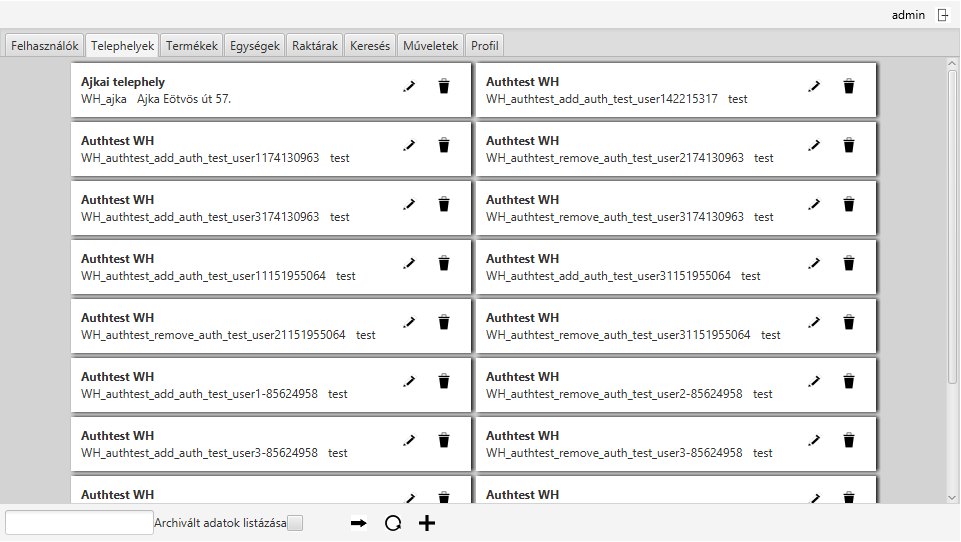 admin
Felhasználók Telephelyek Termékek Egységek Raktárak Keresés Műveletek Profil
Ajkai telephely
WH_ajka Ajka Eötvös út 57.
Authtest WH
WH_authtest_add_auth_test_user142215317 test
Authtest WH
WH_authtest_add_auth_test_user1174130963 test
Authtest WH
WH_authtest_remove_auth_test_user2174130963 test
Authtest WH
WH_authtest_add_auth_test_user3174130963 test
Authtest WH
WH_authtest_remove_auth_test_user3174130963 test
Authtest WH
WH_authtest_add_auth_test_user11151955064 test
Authtest WH
WH_authtest_add_auth_test_user31151955064 test
Authtest WH
WH_authtest_remove_auth_test_user21151955064 test
Authtest WH
WH_authtest_remove_auth_test_user31151955064 test
Authtest WH
WH_authtest_add_auth_test_user1-85624958 test
Authtest WH
WH_authtest_remove_auth_test_user2-85624958 test
Authtest WH
WH_authtest_add_auth_test_user3-85624958 test
Authtest WH
WH_authtest_remove_auth_test_user3-85624958 test
Authtest WH
Authtest WH
Archivált adatok listázása